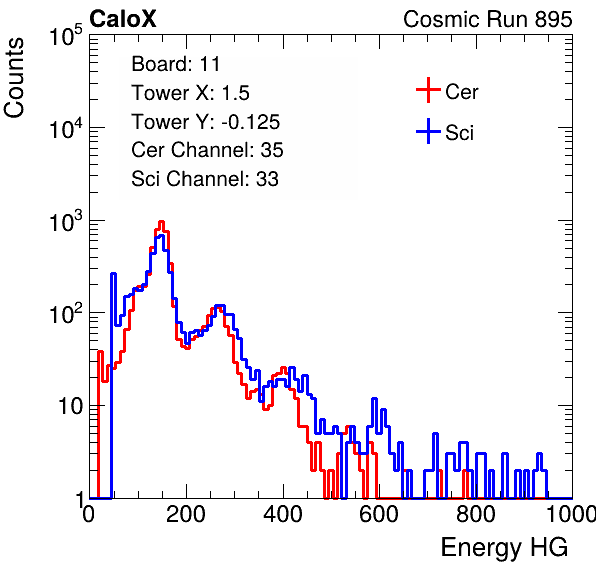 CaloX Cosmic Run 895
Counts
10^5
10^4
10^3
10^2
10
1
Board: 11
Tower X: 1.5
Tower Y: -0.125
Cer Channel: 35
Sci Channel: 33
Cer
Sci
0 200 400 600 800 1000
Energy HG